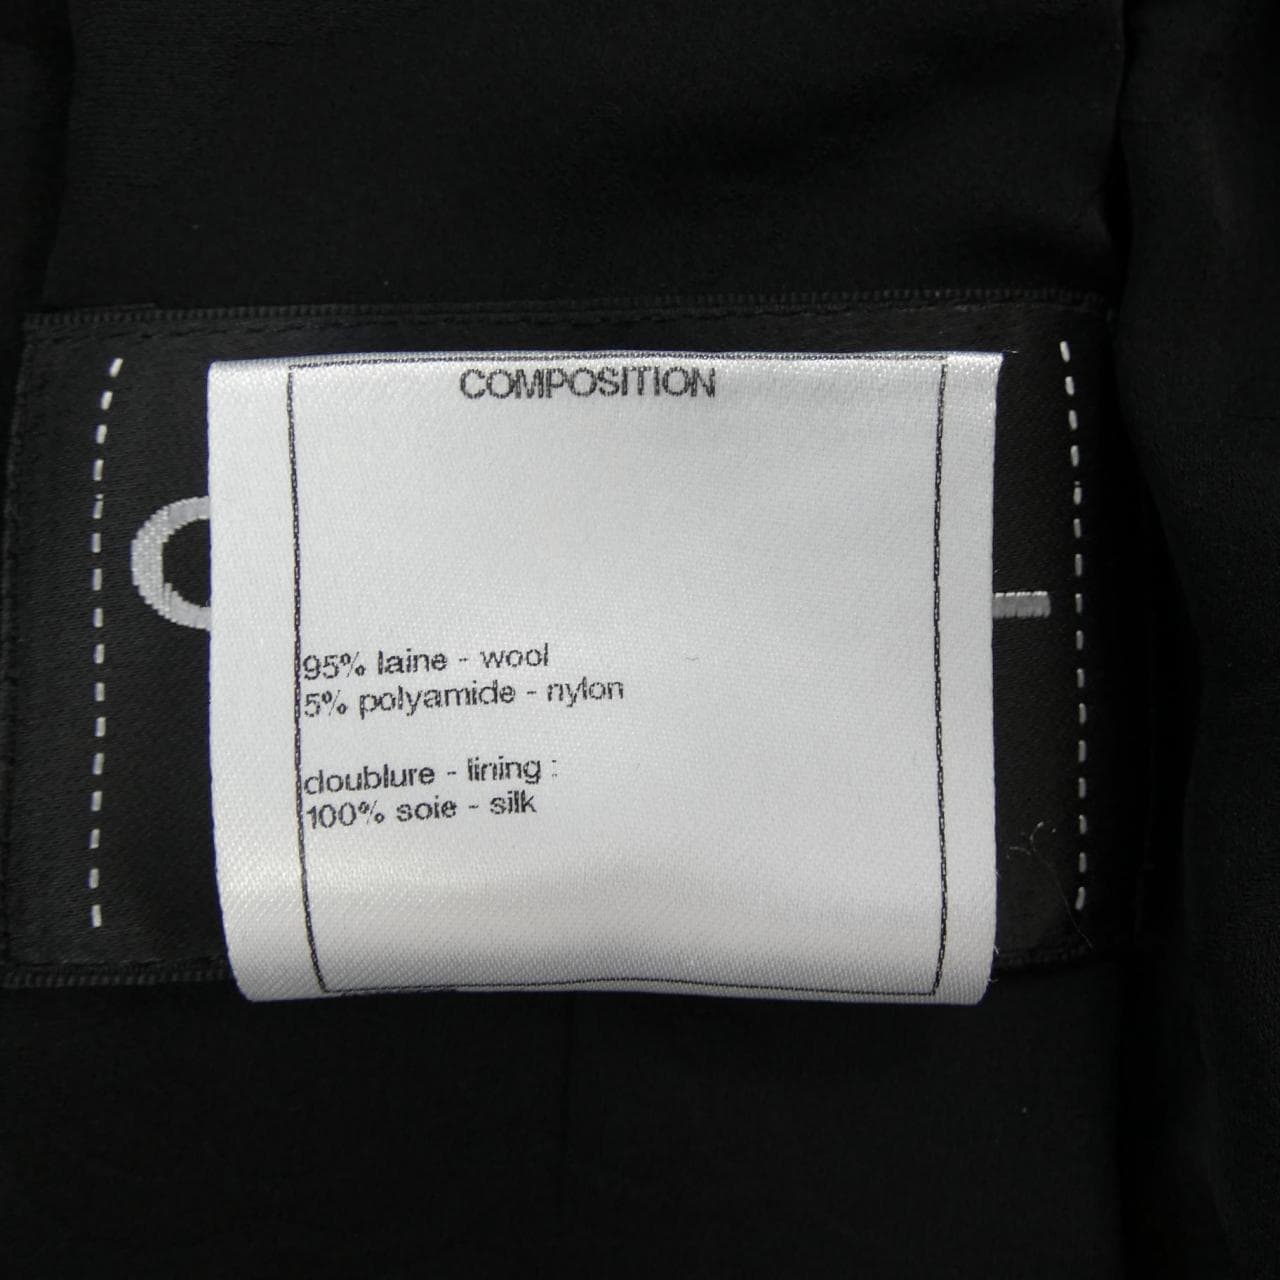 COMPOSITION
95% laine - wool
5% polyamide - nylon
doublure - lining :
100% soie - silk